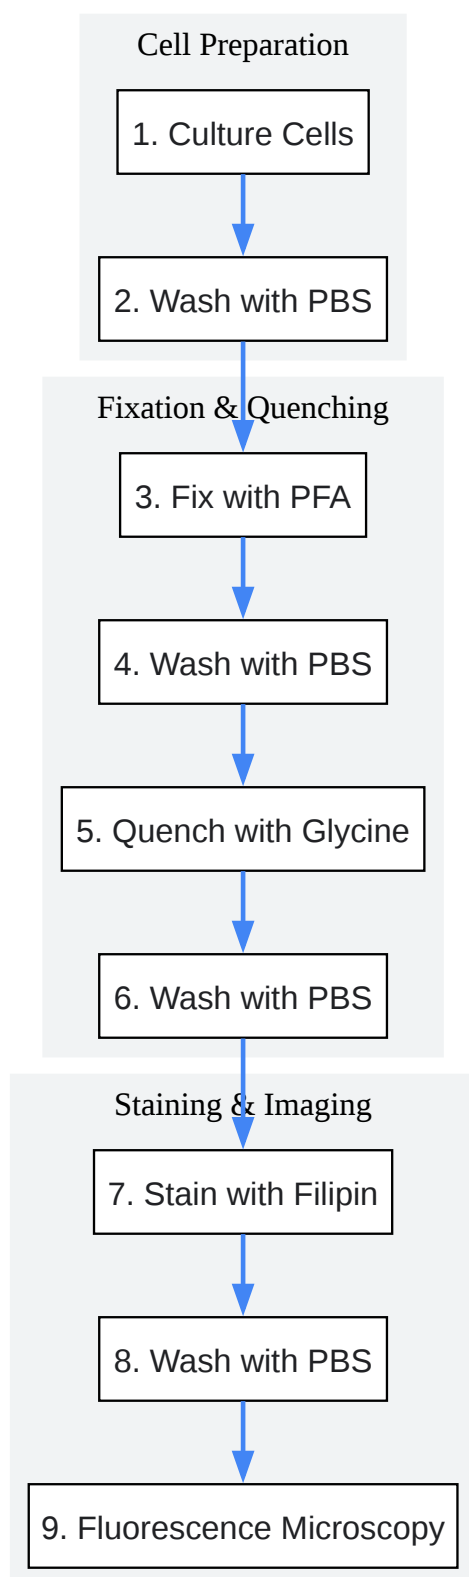 Cell Preparation
1. Culture Cells
2. Wash with PBS
Fixation & Quenching
3. Fix with PFA
4. Wash with PBS
5. Quench with Glycine
6. Wash with PBS
Staining & Imaging
7. Stain with Filipin
8. Wash with PBS
9. Fluorescence Microscopy